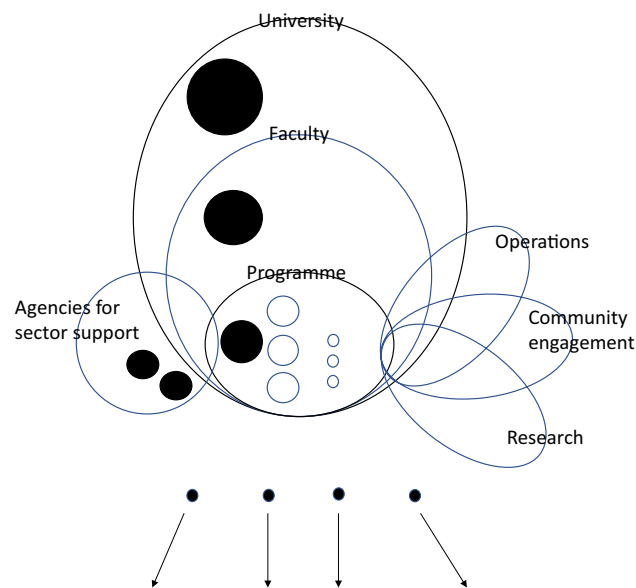 University
Faculty
Programme
Operations
Agencies for
sector support
Community
engagement
Research